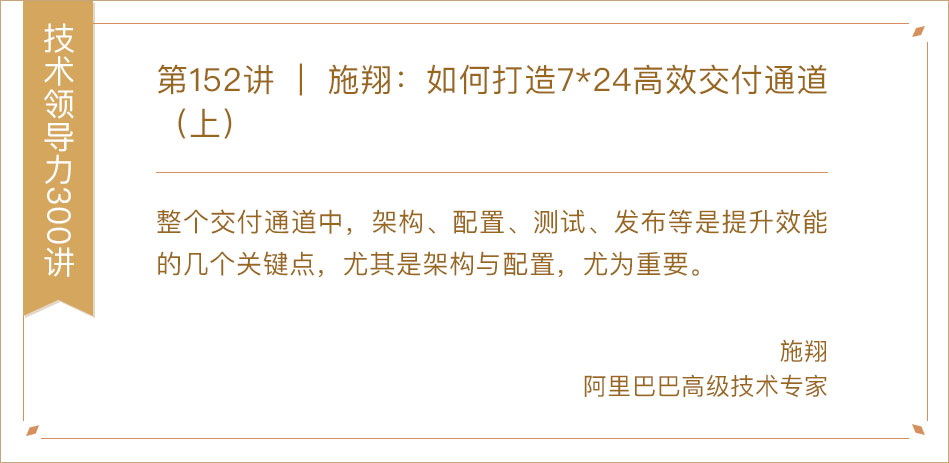 技术领导力300讲
第152讲 | 施翔：如何打造7*24高效交付通道
（上）
整个交付通道中，架构、配置、测试、发布等是提升效能
的几个关键点，尤其是架构与配置，尤为重要。
施翔
阿里巴巴高级技术专家